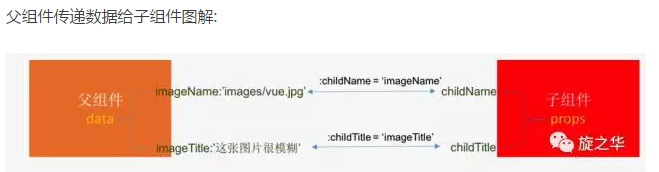 父组件传递数据给子组件图解:
:childName = 'imageName'
父组件
imageName:'images/vue.jpg'
childName
子组件
data
props
:childTitle = 'imageTitle'
旋之华
imageTitle:'这张图片很模糊'
childTitle